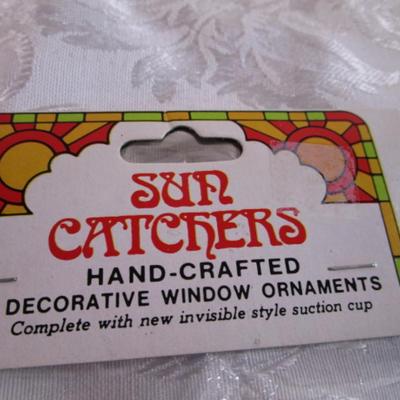 SUN
CATCHERS
HAND-CRAFTED
DECORATIVE WINDOW ORNAMENTS
Complete with new invisible style suction cup